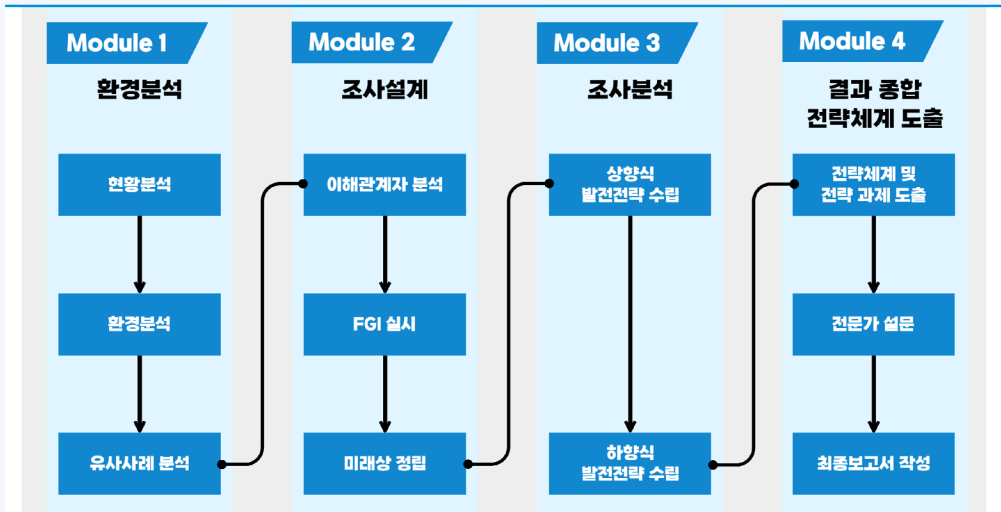 Module 1
환경분석
현황분석
환경분석
유사사례 분석
Module 2
조사설계
이해관계자 분석
FGI 실시
미래상 정립
Module 3
조사분석
상향식
발전전략 수립
하향식
발전전략 수립
Module 4
결과 종합
전략체계 도출
전략체계 및
전략 과제 도출
전문가 설문
최종보고서 작성